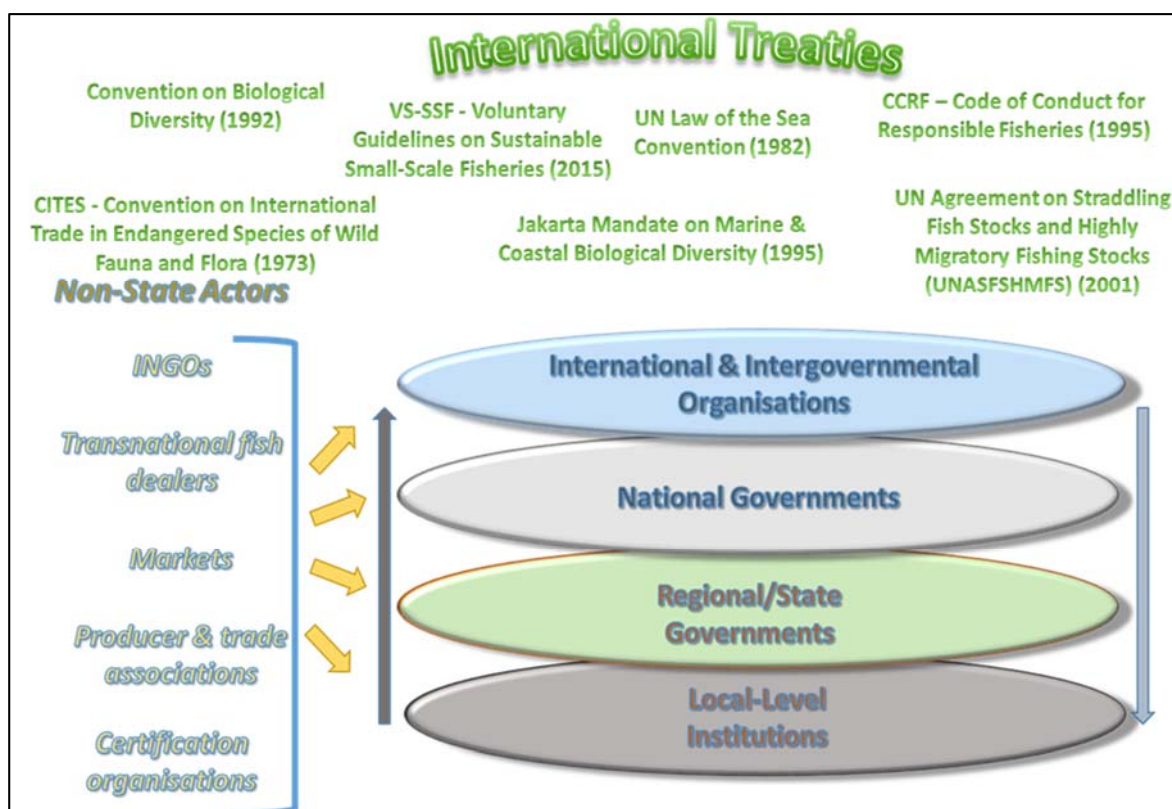 International Treaties
Convention on Biological
Diversity (1992)
VS-SSF - Voluntary
Guidelines on Sustainable
Small-Scale Fisheries (2015)
UN Law of the Sea
Convention (1982)
CCRF – Code of Conduct for
Responsible Fisheries (1995)
CITES - Convention on International
Trade in Endangered Species of Wild
Fauna and Flora (1973)
Jakarta Mandate on Marine &
Coastal Biological Diversity (1995)
UN Agreement on Straddling
Fish Stocks and Highly
Migratory Fishing Stocks
(UNASFSHMFS) (2001)
Non-State Actors
INGOs
Transnational fish
dealers
Markets
Producer & trade
associations
Certification
organisations
International & Intergovernmental
Organisations
National Governments
Regional/State
Governments
Local-Level
Institutions